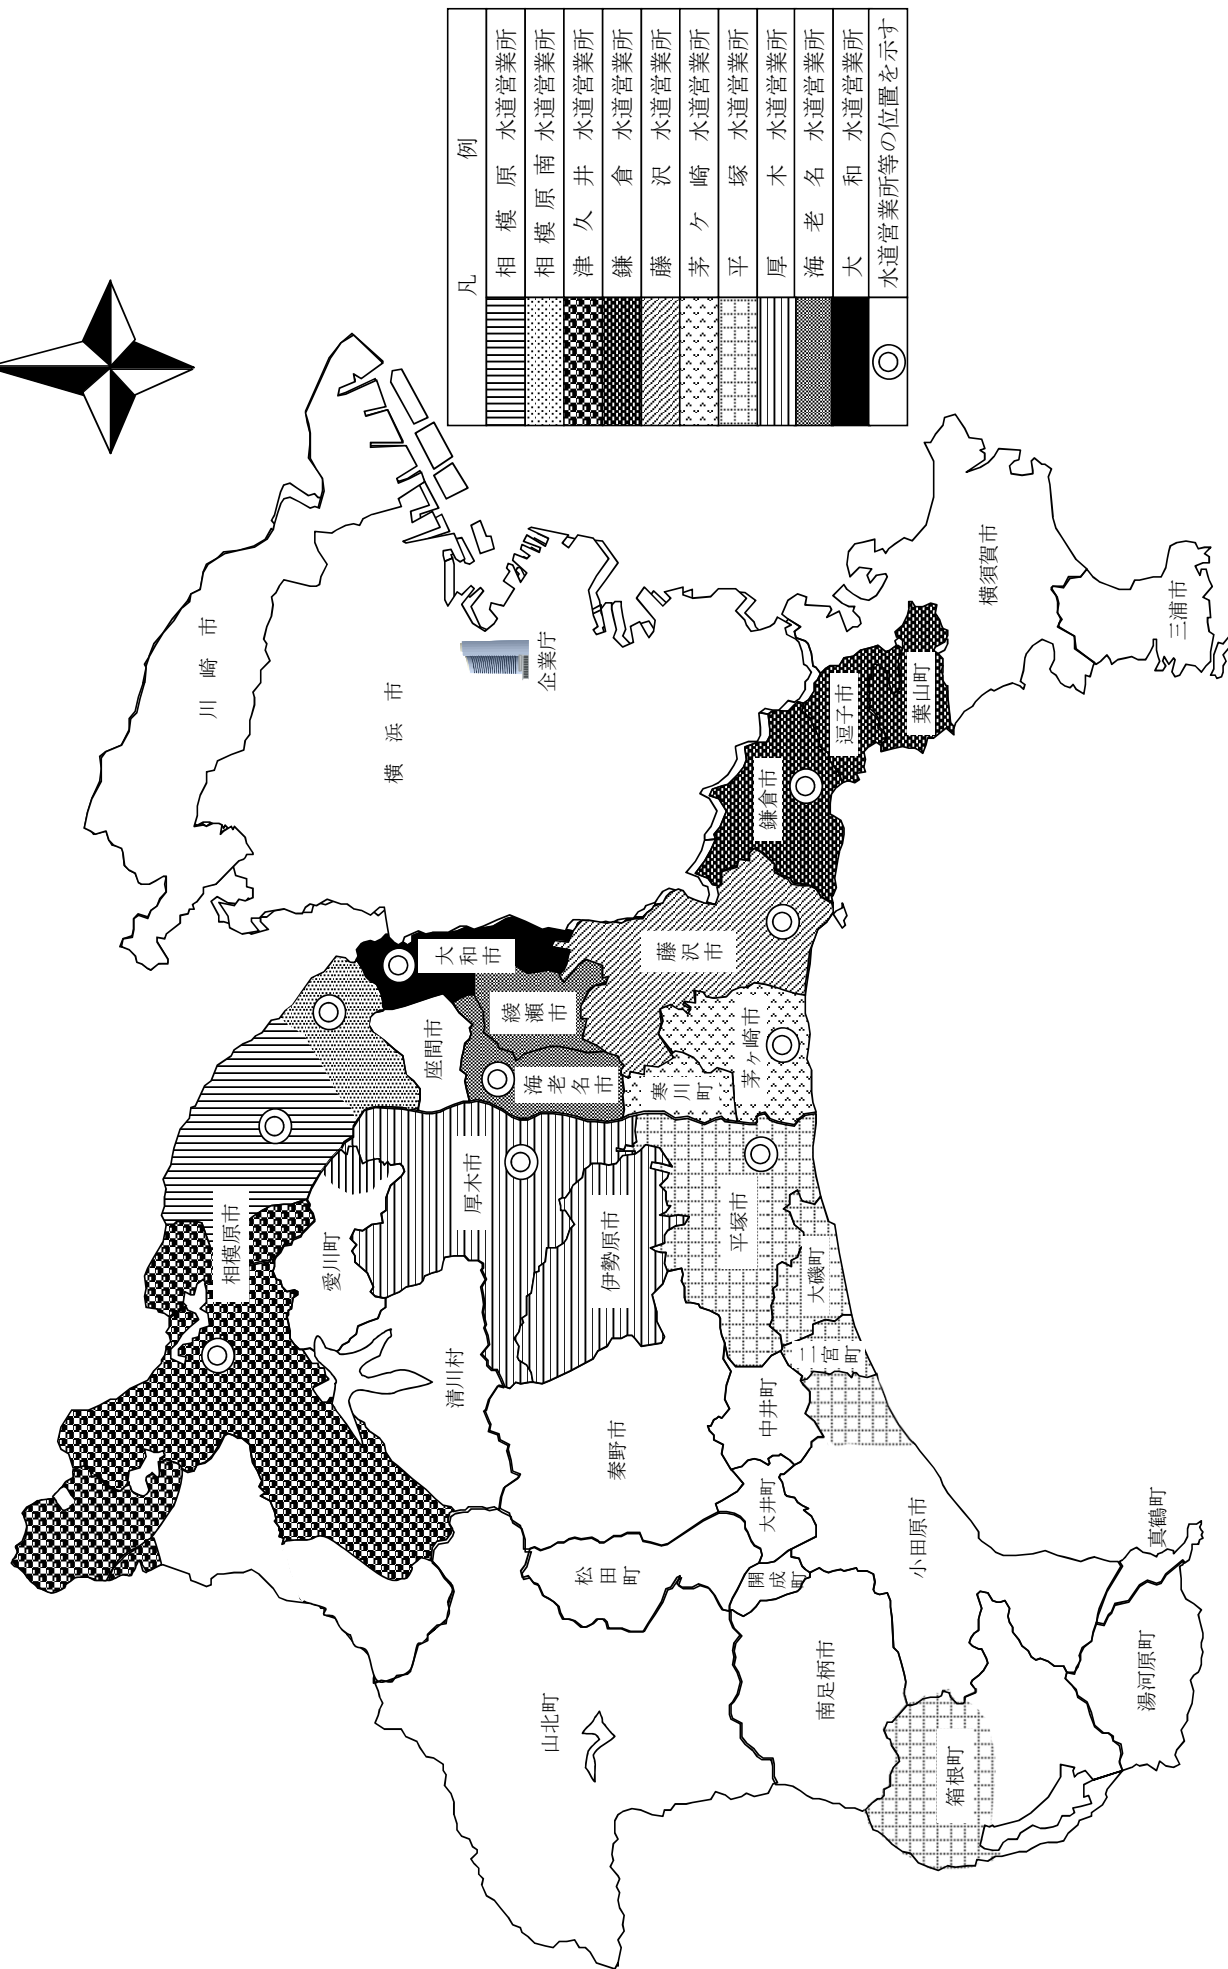 凡例
相模原水道営業所
相模原南水道営業所
津久井水道営業所
鎌倉水道営業所
藤沢水道営業所
茅ケ崎水道営業所
平塚水道営業所
厚木水道営業所
海老名水道営業所
大和水道営業所
水道営業所等の位置を示す
川崎市
横浜市
企業庁
横須賀市
三浦市
葉山町
逗子市
鎌倉市
藤沢市
大和市
綾瀬市
座間市
海老名市
寒川町
茅ヶ崎市
相模原市
愛川町
厚木市
伊勢原市
平塚市
大磯町
二宮町
清川村
秦野市
中井町
大井町
松田町
開成町
小田原市
真鶴町
湯河原町
南足柄市
山北町
箱根町